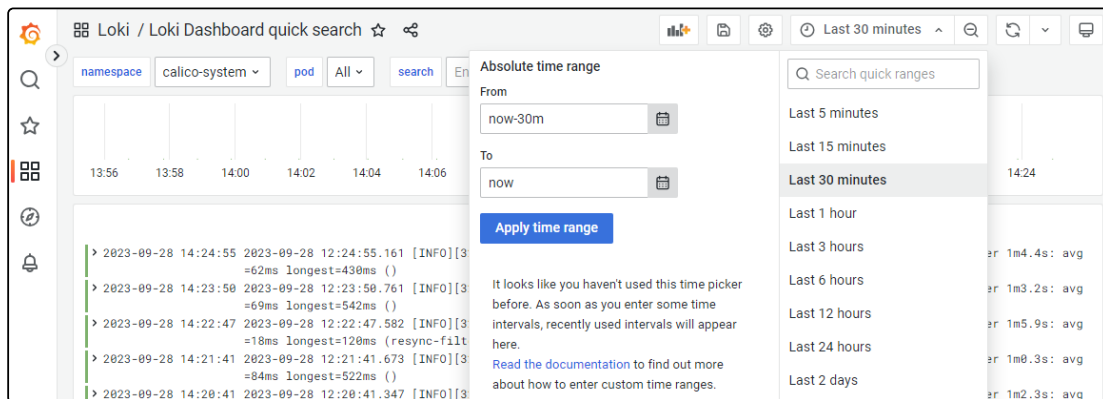 Loki / Loki Dashboard quick search
Last 30 minutes
namespace calico-system pod All search En
13:56 13:58 14:00 14:02 14:04 14:06 14:24
Absolute time range
From
now-30m
To
now
Apply time range
It looks like you haven't used this time picker
before. As soon as you enter some time
intervals, recently used intervals will appear
here.
Read the documentation to find out more
about how to enter custom time ranges.
Search quick ranges
Last 5 minutes
Last 15 minutes
Last 30 minutes
Last 1 hour
Last 3 hours
Last 6 hours
Last 12 hours
Last 24 hours
Last 2 days
2023-09-28 14:24:55 2023-09-28 12:24:55.161 [INFO][3 er 1m4.4s: avg
=62ms longest=430ms ()
2023-09-28 14:23:50 2023-09-28 12:23:50.761 [INFO][3 er 1m3.2s: avg
=69ms longest=542ms ()
2023-09-28 14:22:47 2023-09-28 12:22:47.582 [INFO][3 er 1m5.9s: avg
=18ms longest=120ms (resync-filt
2023-09-28 14:21:41 2023-09-28 12:21:41.673 [INFO][3 er 1m0.3s: avg
=84ms longest=522ms ()
2023-09-28 14:20:41 2023-09-28 12:20:41.347 [INFO][3 er 1m2.3s: avg